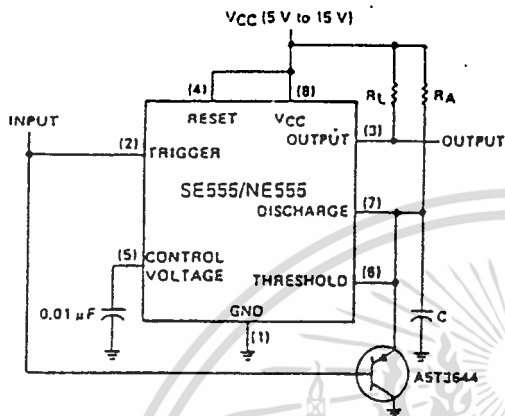 VCC (5 V to 15 V)
(4)
(8)
RL
RA
RESET
VCC
INPUT
OUTPUT
(3)
OUTPUT
(2)
TRIGGER
SE555/NE555
(7)
DISCHARGE
(5)
CONTROL
VOLTAGE
(6)
THRESHOLD
0.01 µF
GND
C
(1)
A5T3644